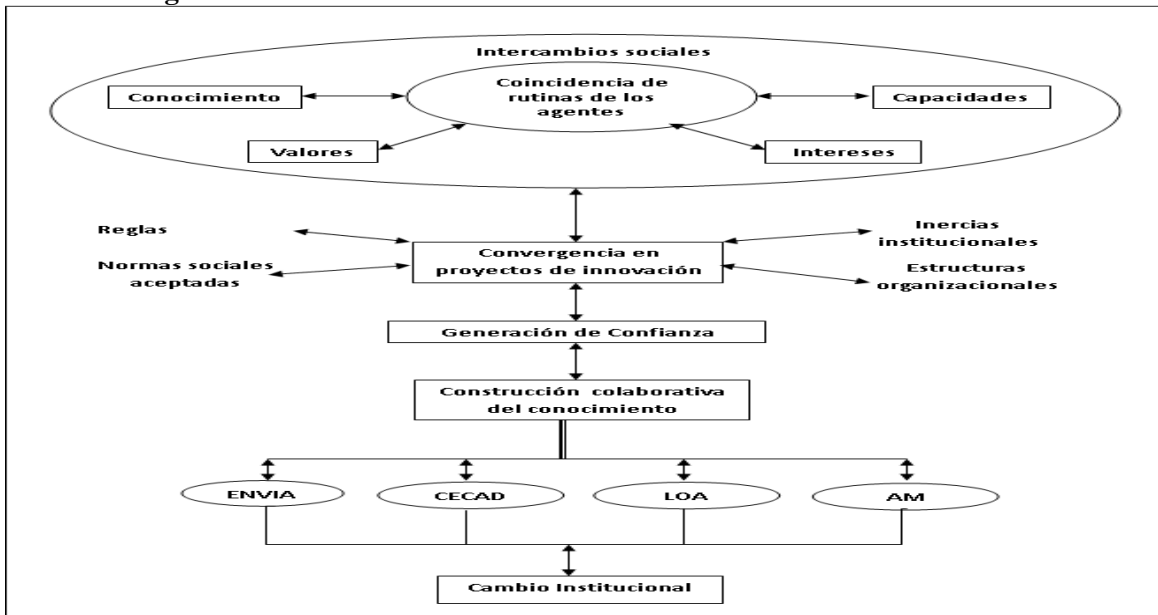 Intercambios sociales
Coincidencia de
rutinas de los
agentes
Conocimiento
Capacidades
Valores
Intereses
Reglas
Inercias
institucionales
Convergencia en
proyectos de innovación
Normas sociales
aceptadas
Estructuras
organizacionales
Generación de Confianza
Construcción colaborativa
del conocimiento
ENVIA
CECAD
LOA
AM
Cambio Institucional